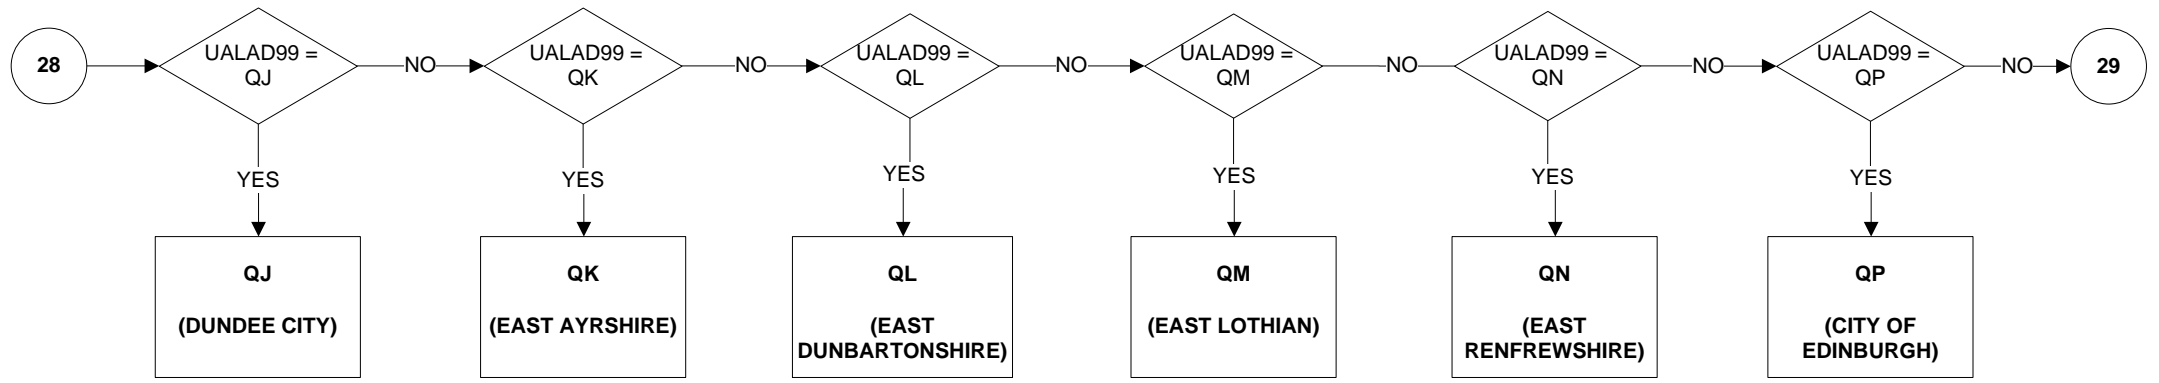 28
UALAD99 =
QJ
NO
UALAD99 =
QK
NO
UALAD99 =
QL
NO
UALAD99 =
QM
NO
UALAD99 =
QN
NO
UALAD99 =
QP
NO
29
YES
YES
YES
YES
YES
YES
QJ
(DUNDEE CITY)
QK
(EAST AYRSHIRE)
QL
(EAST
DUNBARTONSHIRE)
QM
(EAST LOTHIAN)
QN
(EAST
RENFREWSHIRE)
QP
(CITY OF
EDINBURGH)